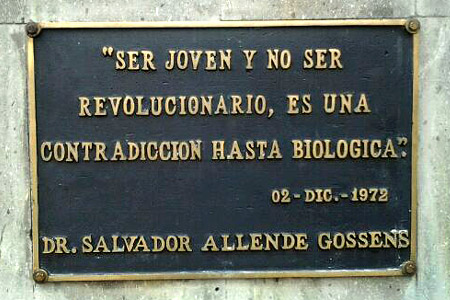 "SER JOVEN Y NO SER
REVOLUCIONARIO, ES UNA
CONTRADICCION HASTA BIOLOGICA".
02-DIC.-1972
DR. SALVADOR ALLENDE GOSSENS